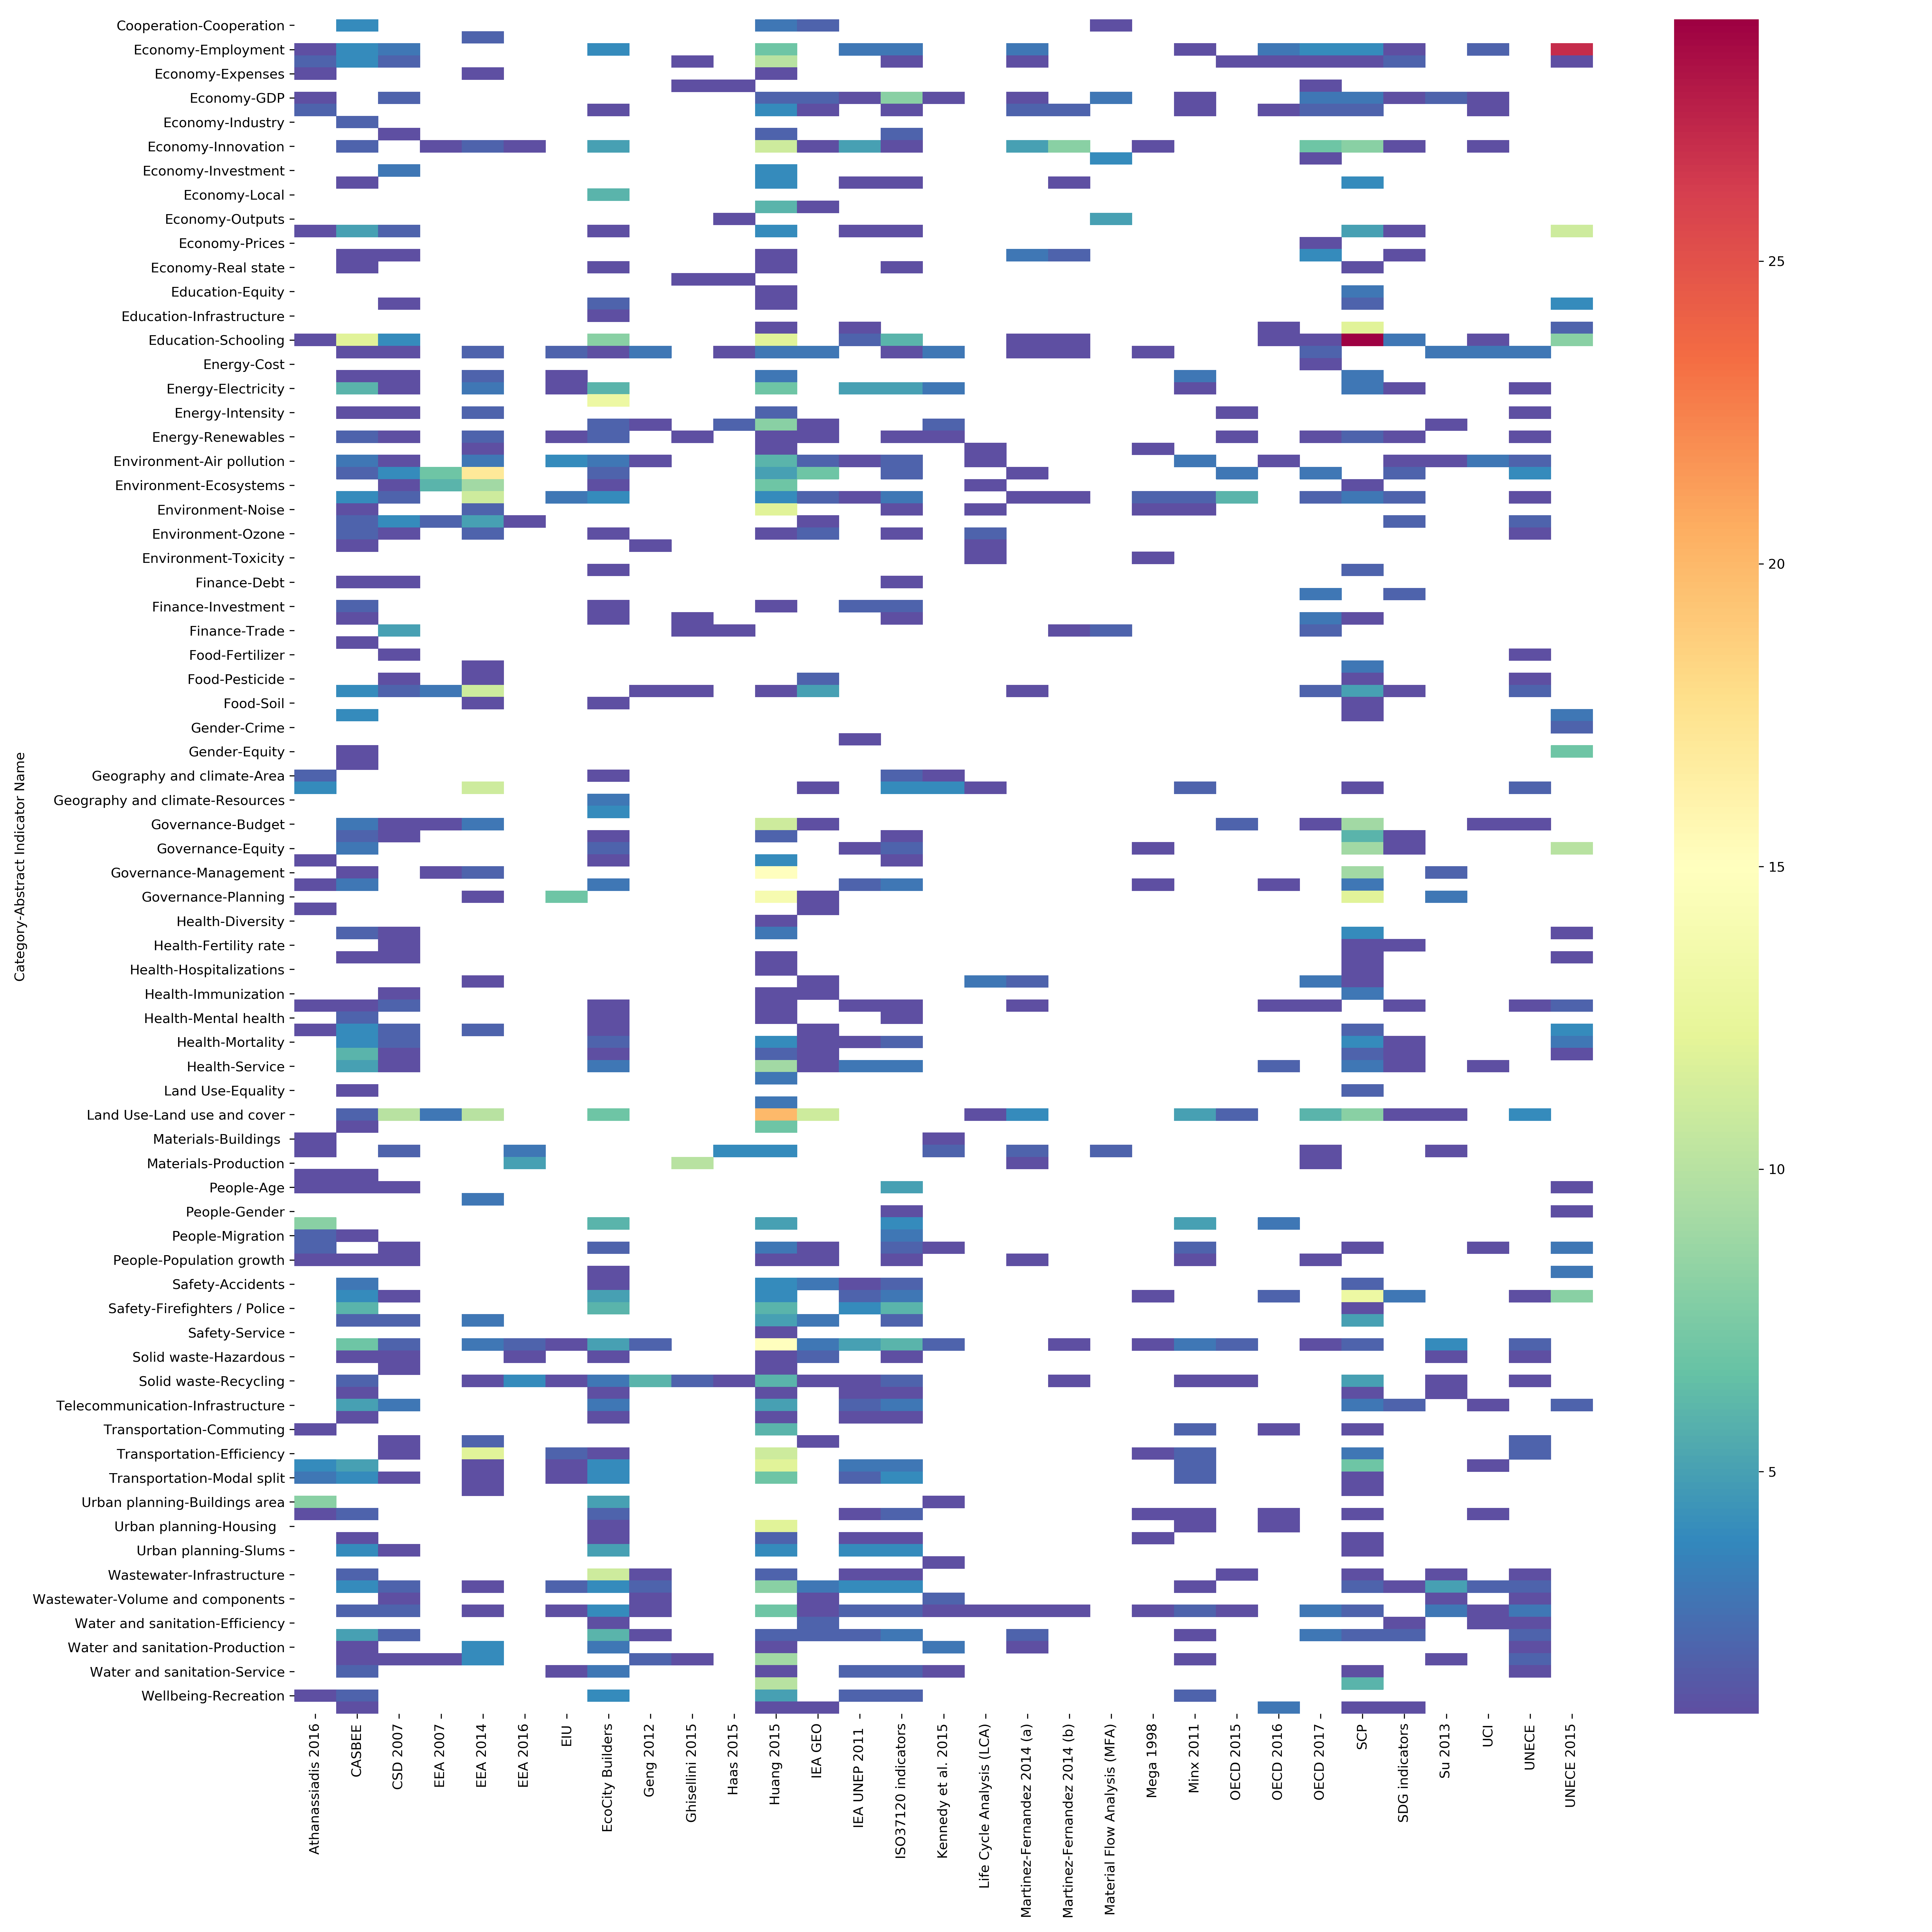 Category-Abstract Indicator Name
Cooperation-Cooperation
Economy-Employment
Economy-Expenses
Economy-GDP
Economy-Industry
Economy-Innovation
Economy-Investment
Economy-Local
Economy-Outputs
Economy-Prices
Economy-Real state
Education-Equity
Education-Infrastructure
Education-Schooling
Energy-Cost
Energy-Electricity
Energy-Intensity
Energy-Renewables
Environment-Air pollution
Environment-Ecosystems
Environment-Noise
Environment-Ozone
Environment-Toxicity
Finance-Debt
Finance-Investment
Finance-Trade
Food-Fertilizer
Food-Pesticide
Food-Soil
Gender-Crime
Gender-Equity
Geography and climate-Area
Geography and climate-Resources
Governance-Budget
Governance-Equity
Governance-Management
Governance-Planning
Health-Diversity
Health-Fertility rate
Health-Hospitalizations
Health-Immunization
Health-Mental health
Health-Mortality
Health-Service
Land Use-Equality
Land Use-Land use and cover
Materials-Buildings
Materials-Production
People-Age
People-Gender
People-Migration
People-Population growth
Safety-Accidents
Safety-Firefighters / Police
Safety-Service
Solid waste-Hazardous
Solid waste-Recycling
Telecommunication-Infrastructure
Transportation-Commuting
Transportation-Efficiency
Transportation-Modal split
Urban planning-Buildings area
Urban planning-Housing
Urban planning-Slums
Wastewater-Infrastructure
Wastewater-Volume and components
Water and sanitation-Efficiency
Water and sanitation-Production
Water and sanitation-Service
Wellbeing-Recreation
Athanassiadis 2016
CASBEE
CSD 2007
EEA 2007
EEA 2014
EEA 2016
EIU
EcoCity Builders
Geng 2012
Ghisellini 2015
Haas 2015
Huang 2015
IEA GEO
IEA UNEP 2011
ISO37120 indicators
Kennedy et al. 2015
Life Cycle Analysis (LCA)
Martinez-Fernandez 2014 (a)
Martinez-Fernandez 2014 (b)
Material Flow Analysis (MFA)
Mega 1998
Minx 2011
OECD 2015
OECD 2016
OECD 2017
SCP
SDG indicators
Su 2013
UCI
UNECE
UNECE 2015
25
20
15
10
5